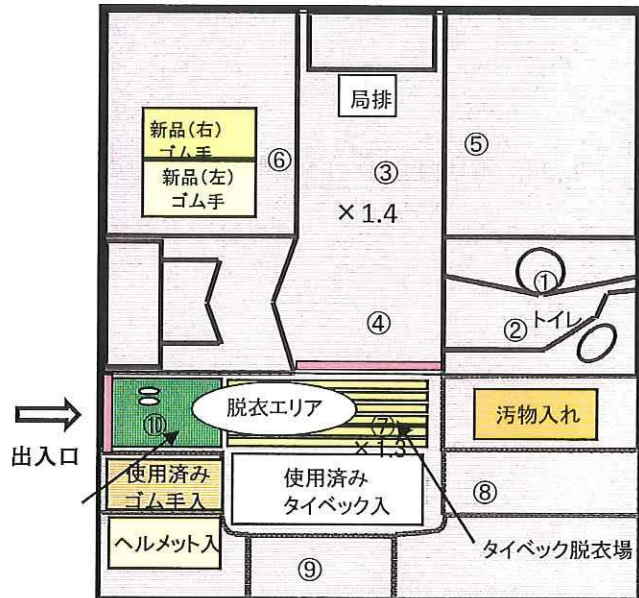 局排
新品(右)
ゴム手
新品(左)
ゴム手
⑥
③
⑤
×1.4
①
④
②
トイレ
出入口
⑩
脱衣エリア
⑦
×1.3
汚物入れ
使用済み
ゴム手入
使用済み
タイベック入
⑧
ヘルメット入
⑨
タイベック脱衣場